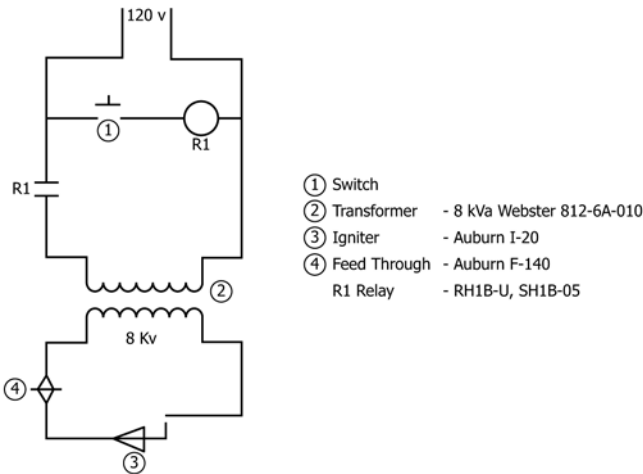 120 v
1
R1
R1
2
8 Kv
4
3
1 Switch
2 Transformer - 8 kVa Webster 812-6A-010
3 Igniter - Auburn I-20
4 Feed Through - Auburn F-140
R1 Relay - RH1B-U, SH1B-05